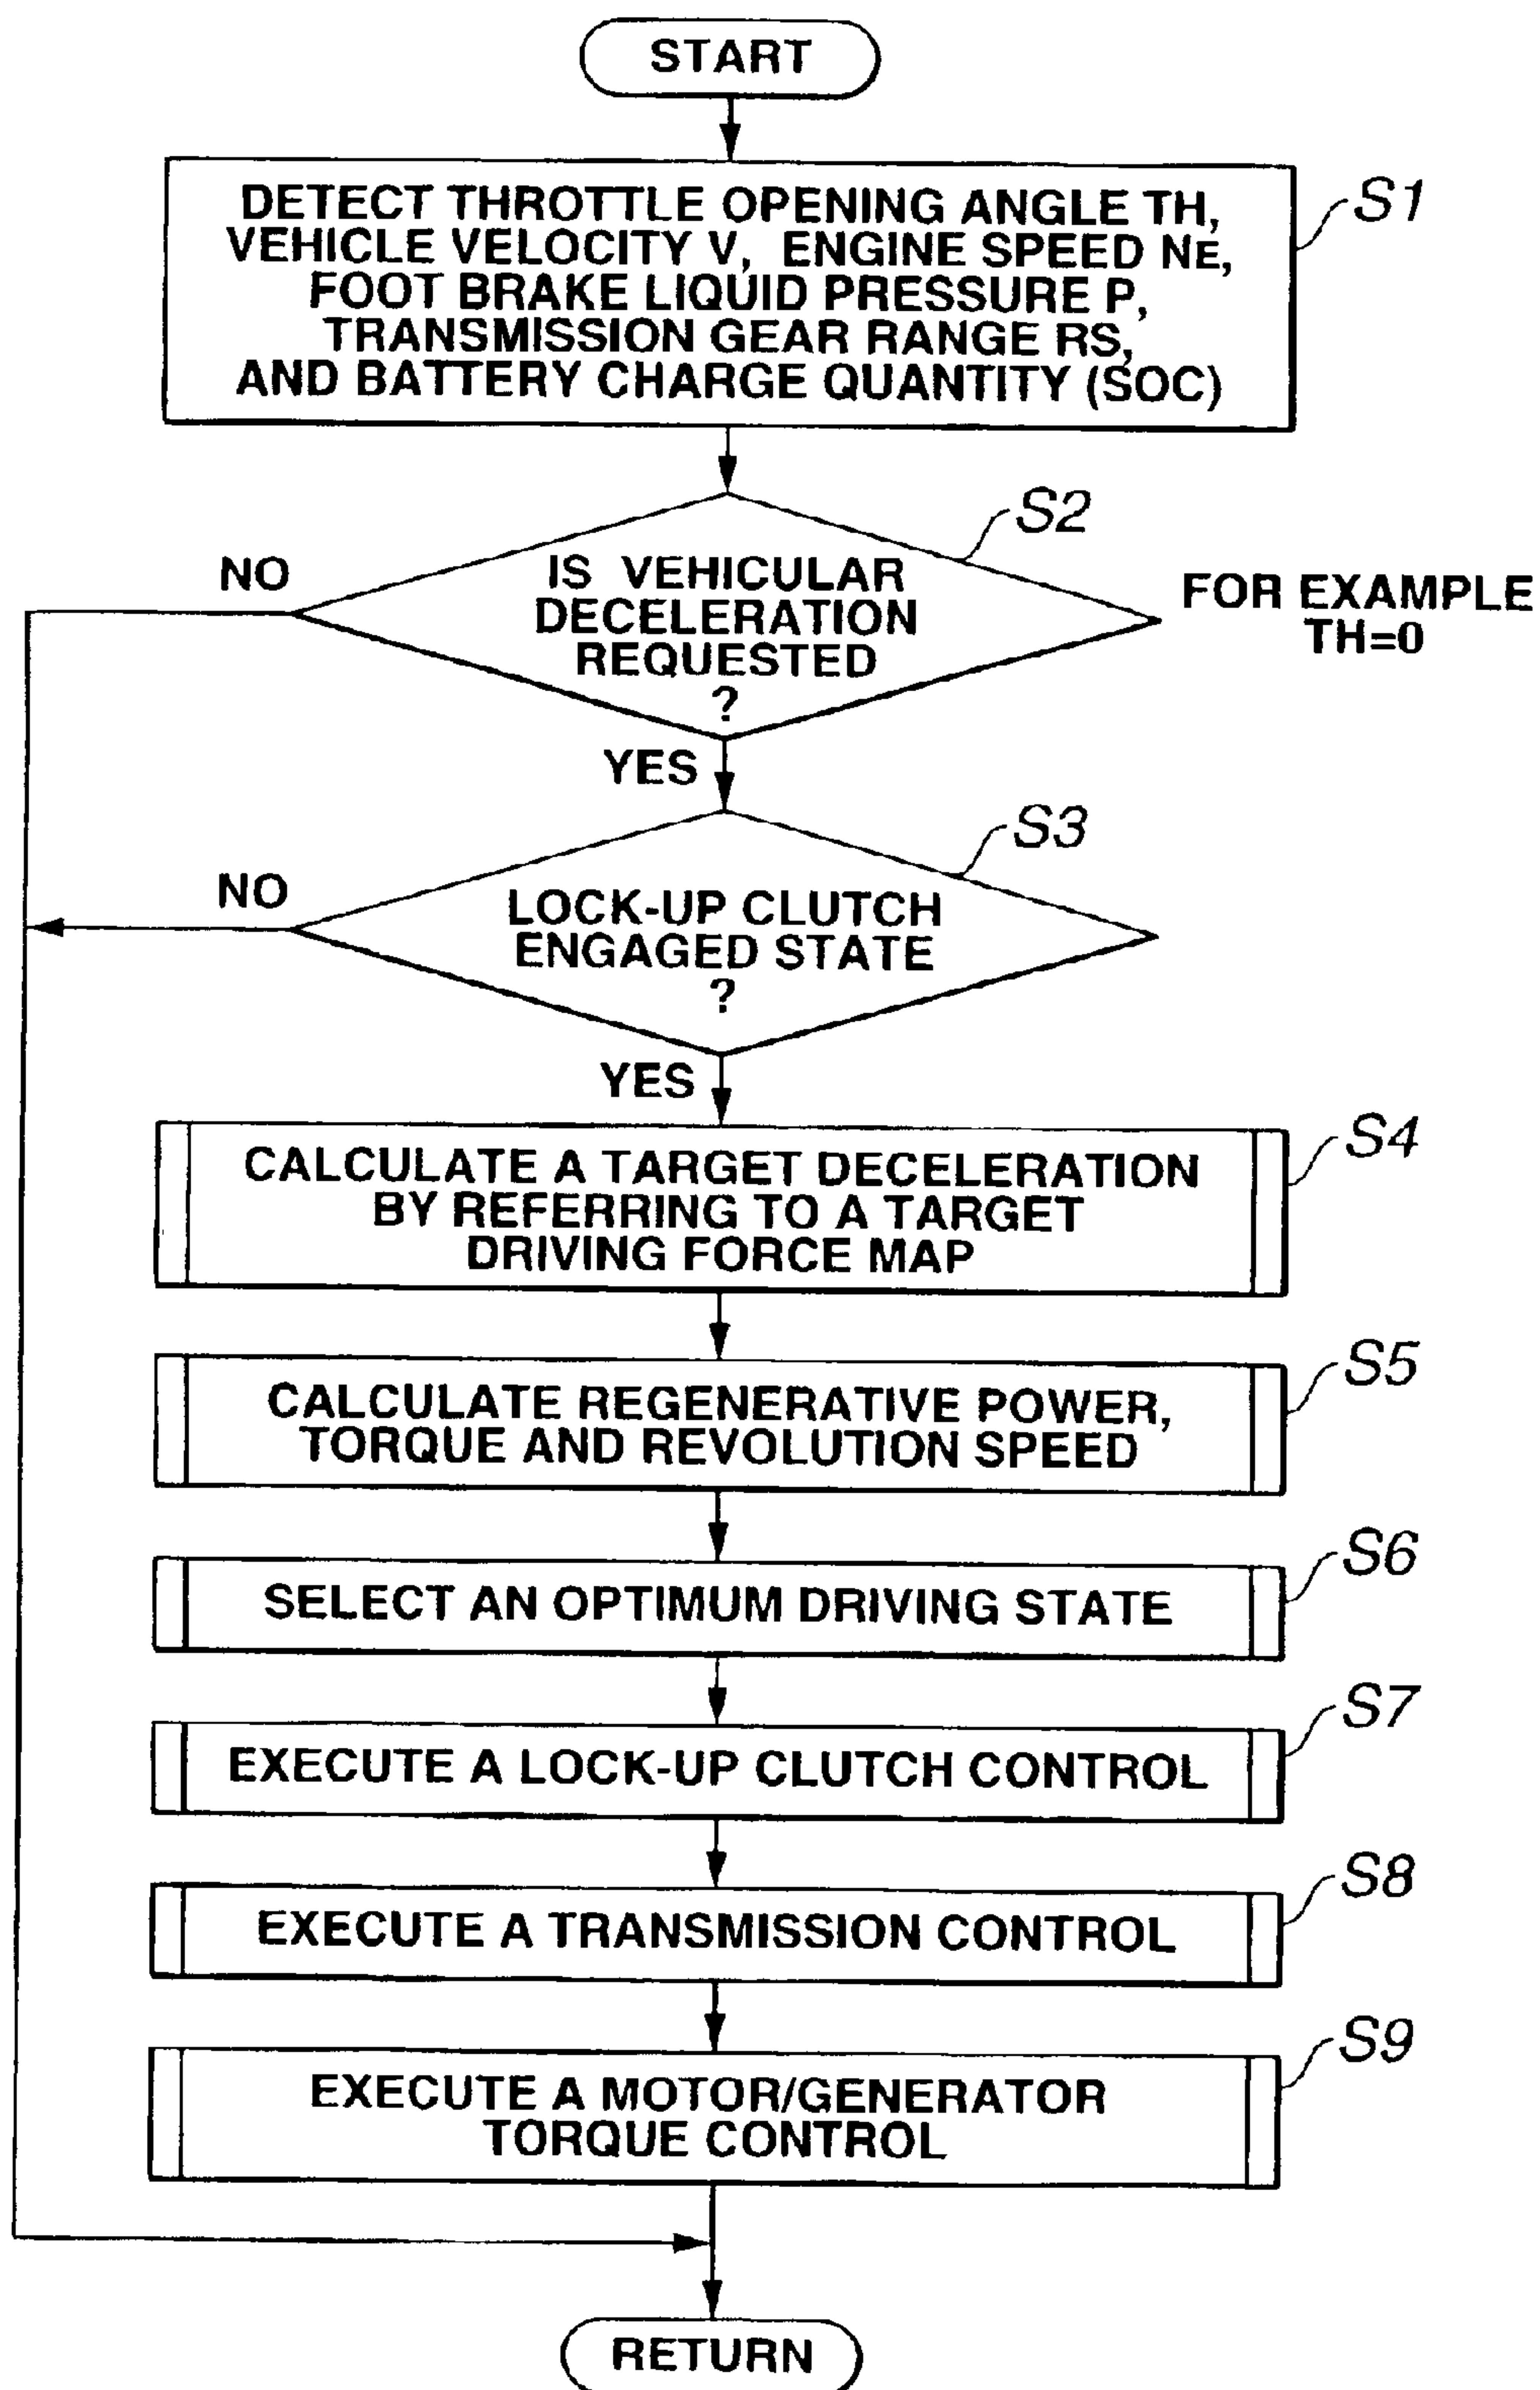 START
DETECT THROTTLE OPENING ANGLE TH,
VEHICLE VELOCITY V, ENGINE SPEED NE,
FOOT BRAKE LIQUID PRESSURE P,
TRANSMISSION GEAR RANGE RS,
AND BATTERY CHARGE QUANTITY (SOC)
S1
S2
NO
IS VEHICULAR
DECELERATION
REQUESTED
?
FOR EXAMPLE
TH=0
YES
S3
NO
LOCK-UP CLUTCH
ENGAGED STATE
?
YES
S4
CALCULATE A TARGET DECELERATION
BY REFERRING TO A TARGET
DRIVING FORCE MAP
S5
CALCULATE REGENERATIVE POWER,
TORQUE AND REVOLUTION SPEED
S6
SELECT AN OPTIMUM DRIVING STATE
S7
EXECUTE A LOCK-UP CLUTCH CONTROL
S8
EXECUTE A TRANSMISSION CONTROL
S9
EXECUTE A MOTOR/GENERATOR
TORQUE CONTROL
RETURN